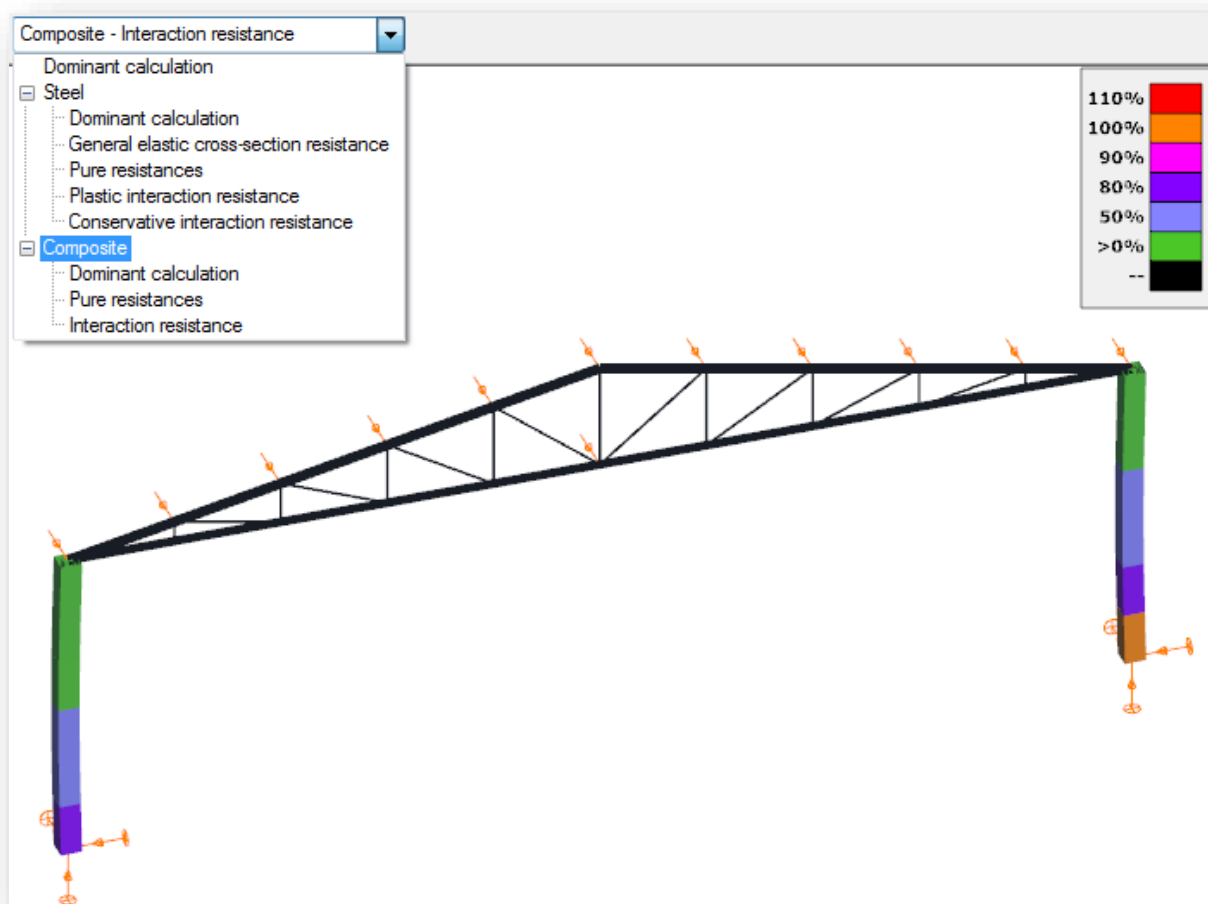 Composite - Interaction resistance
Dominant calculation
Steel
Dominant calculation
General elastic cross-section resistance
Pure resistances
Plastic interaction resistance
Conservative interaction resistance
Composite
Dominant calculation
Pure resistances
Interaction resistance
110%
100%
90%
80%
50%
>0%
--